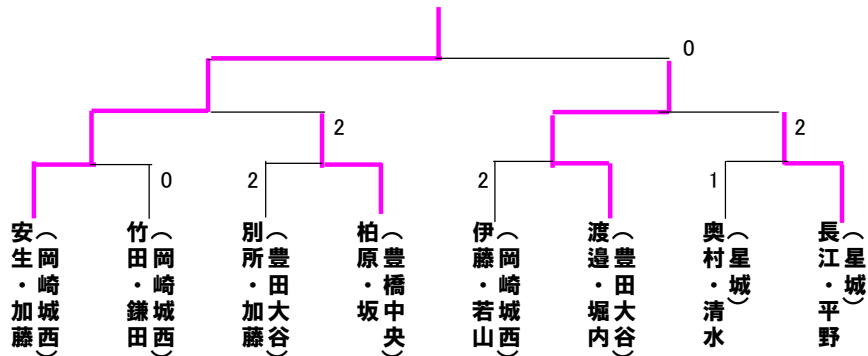 0
2
2
0
2
2
1
安生・加藤
（岡崎城西）
竹田・鎌田
（岡崎城西）
別所・加藤
（豊田大谷）
柏原・坂
（豊橋中央）
伊藤・若山
（岡崎城西）
渡邉・堀内
（豊田大谷）
奥村・清水
（星城）
長江・平野
（星城）